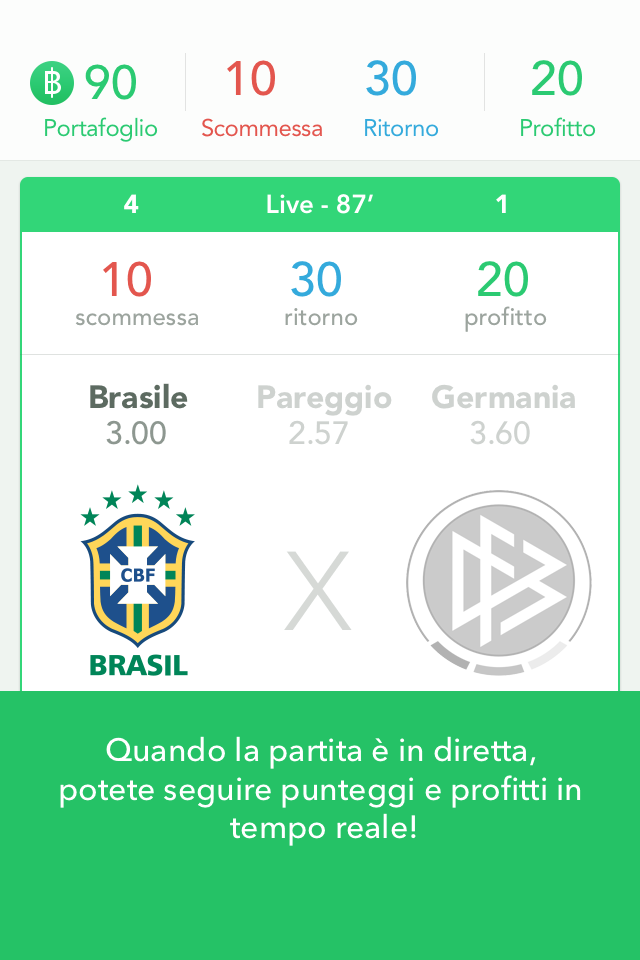 ฿ 90 10 30 20
Portafoglio Scommessa Ritorno Profitto
4 Live - 87’ 1
10 30 20
scommessa ritorno profitto
Brasile Pareggio Germania
3.00 2.57 3.60
CBF X DFB
BRASIL
Quando la partita è in diretta,
potete seguire punteggi e profitti in
tempo reale!